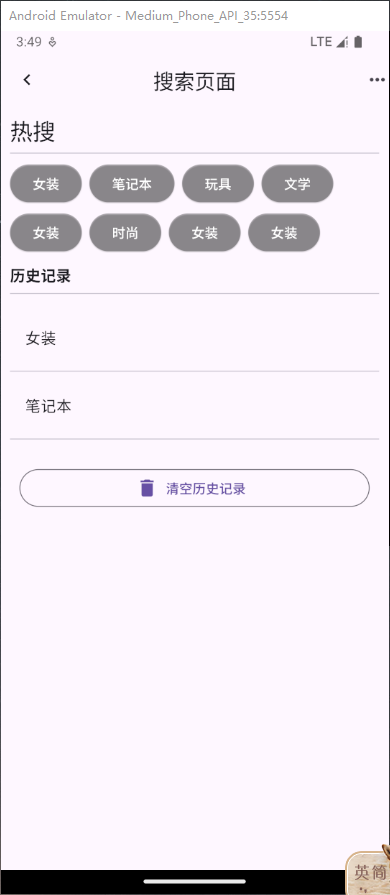 Android Emulator - Medium_Phone_API_35:5554
3:49 LTE
搜索页面
热搜
女装 笔记本 玩具 文学
女装 时尚 女装 女装
历史记录
女装
笔记本
清空历史记录
英简